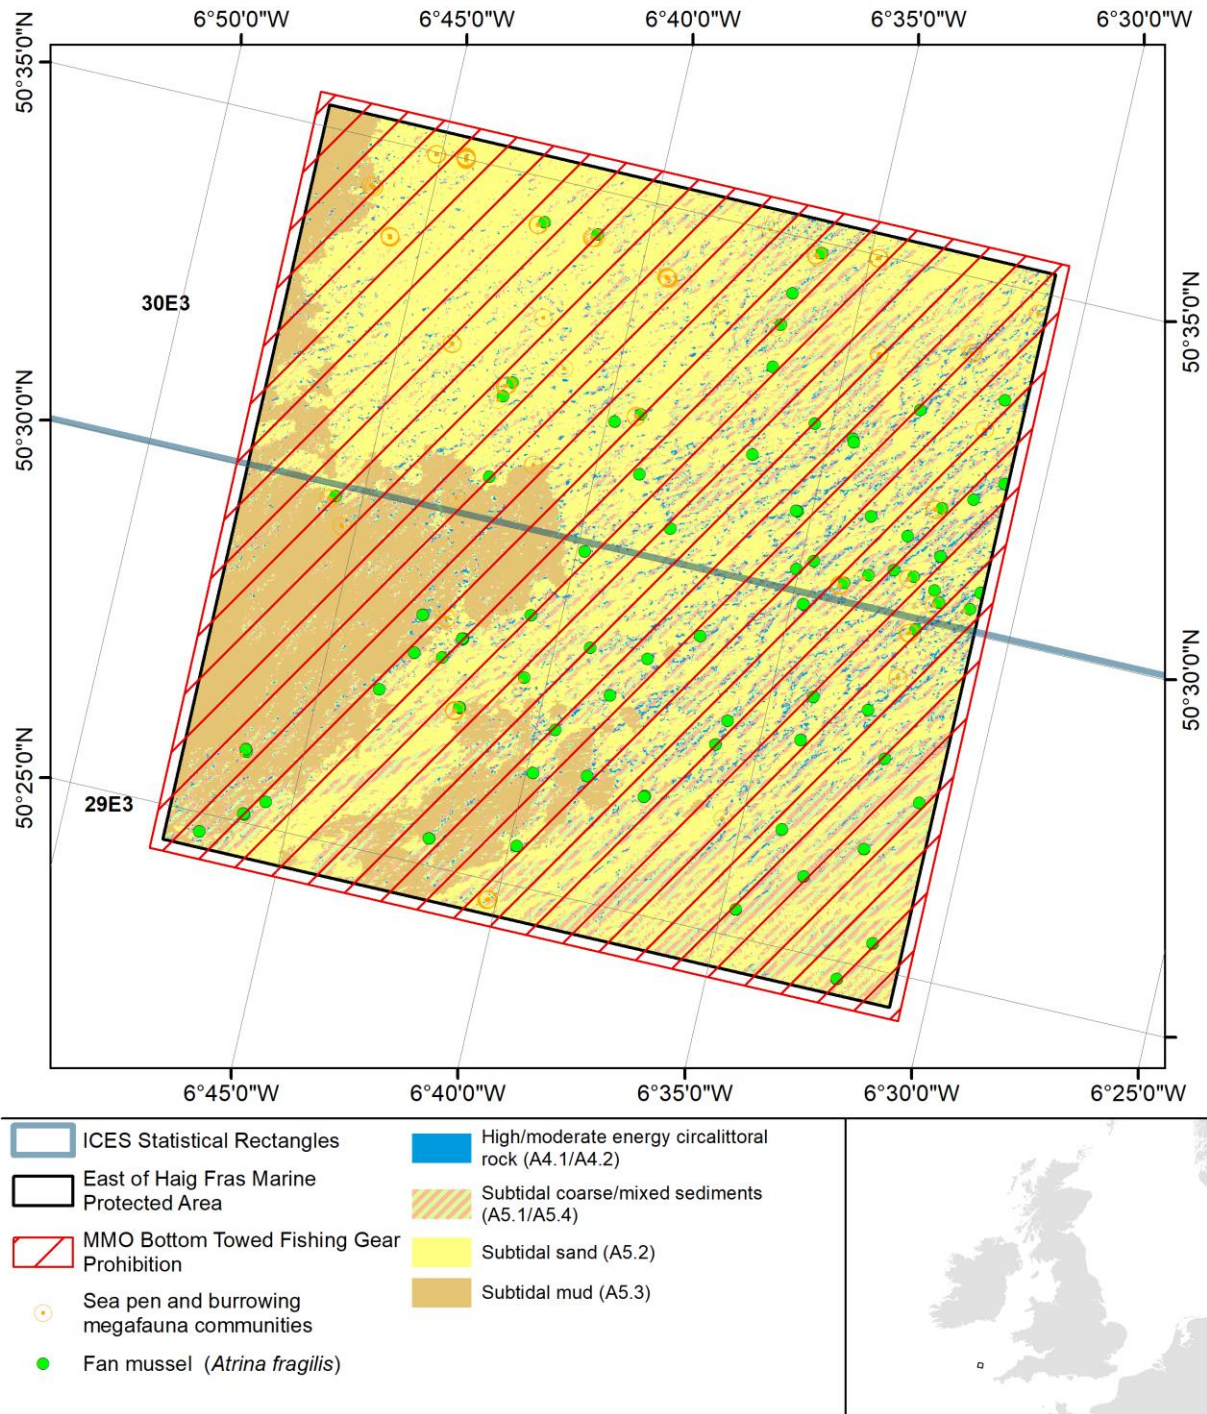 6°50'0"W 6°45'0"W 6°40'0"W 6°35'0"W 6°30'0"W
50°35'0"N
50°35'0"N
30E3
50°30'0"N
50°30'0"N
50°25'0"N
29E3
6°45'0"W 6°40'0"W 6°35'0"W 6°30'0"W 6°25'0"W
ICES Statistical Rectangles
East of Haig Fras Marine
Protected Area
MMO Bottom Towed Fishing Gear
Prohibition
Sea pen and burrowing
megafauna communities
Fan mussel (Atrina fragilis)
High/moderate energy circalittoral
rock (A4.1/A4.2)
Subtidal coarse/mixed sediments
(A5.1/A5.4)
Subtidal sand (A5.2)
Subtidal mud (A5.3)